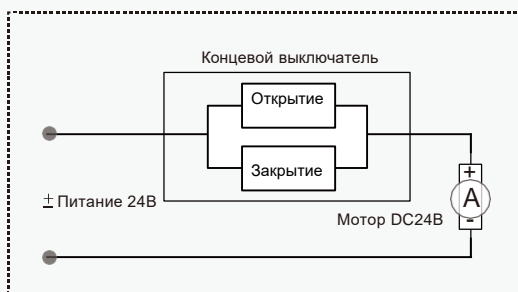 Концевой выключатель
Открытие
Закрытие
± Питание 24В
Мотор DC24В
+
A
-